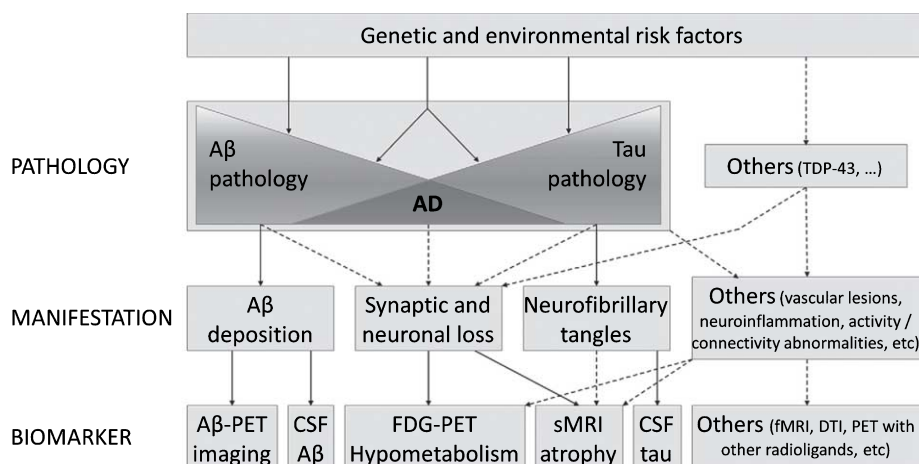 Genetic and environmental risk factors
PATHOLOGY
Aβ
pathology
AD
Tau
pathology
Others (TDP-43, ...)
MANIFESTATION
Aβ
deposition
Synaptic and
neuronal loss
Neurofibrillary
tangles
Others (vascular lesions,
neuroinflammation, activity /
connectivity abnormalities, etc)
BIOMARKER
Aβ-PET
imaging
CSF
Aβ
FDG-PET
Hypometabolism
sMRI
atrophy
CSF
tau
Others (fMRI, DTI, PET with
other radioligands, etc)